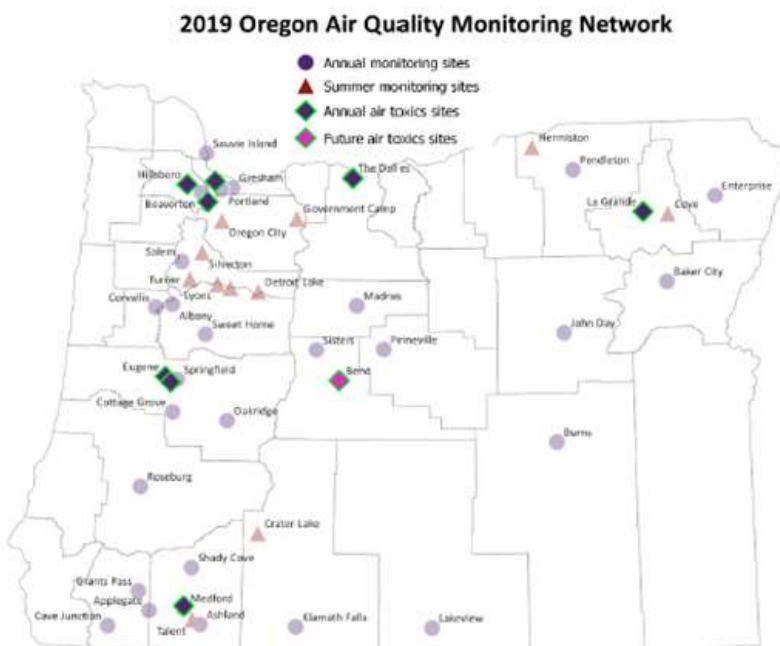 2019 Oregon Air Quality Monitoring Network
Annual monitoring sites
Summer monitoring sites
Annual air toxics sites
Future air toxics sites
Sauvie Island
Hermiston
Pendleton
Hillsboro
Gresham
The Dalles
Enterprise
Beaverton
Portland
Government Camp
La Grande
Cove
Oregon City
Salem
Silverton
Turner
Detroit Lake
Baker City
Corvallis
Lyons
Albany
Madras
Sweet Home
John Day
Sisters
Prineville
Eugene
Springfield
Bend
Cottage Grove
Oakridge
Burns
Roseburg
Crater Lake
Shady Cove
Grants Pass
Applegate
Medford
Cave Junction
Ashland
Talent
Klamath Falls
Lakeview